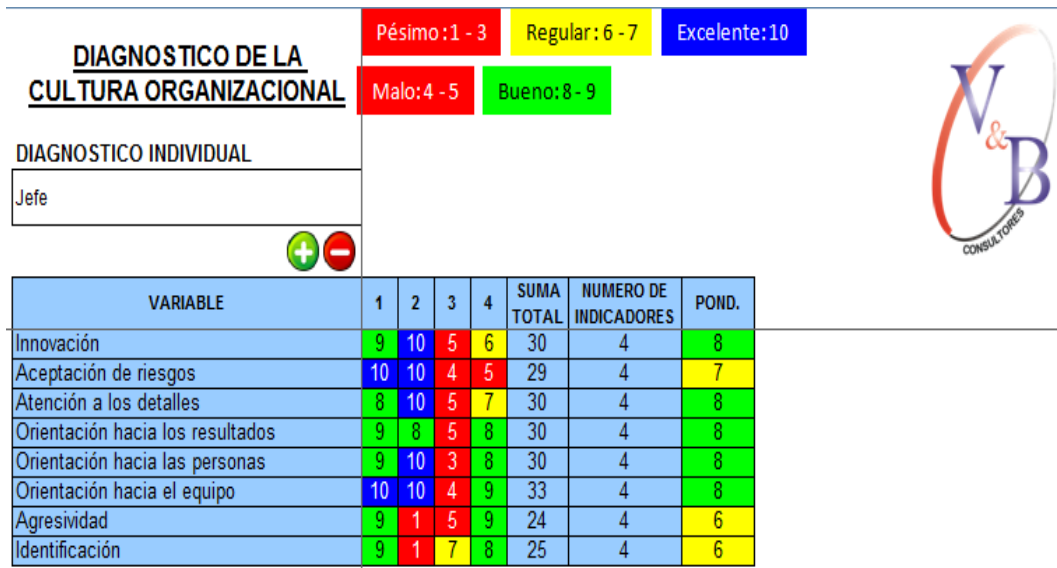 DIAGNOSTICO DE LA
CULTURA ORGANIZACIONAL
Pésimo:1 - 3
Regular: 6 - 7
Excelente:10
Malo:4 - 5
Bueno:8 - 9
V&B
CONSULTORES
DIAGNOSTICO INDIVIDUAL
Jefe
VARIABLE 1 2 3 4 SUMA TOTAL NUMERO DE INDICADORES POND.
Innovación 9 10 5 6 30 4 8
Aceptación de riesgos 10 10 4 5 29 4 7
Atención a los detalles 8 10 5 7 30 4 8
Orientación hacia los resultados 9 8 5 8 30 4 8
Orientación hacia las personas 9 10 3 8 30 4 8
Orientación hacia el equipo 10 10 4 9 33 4 8
Agresividad 9 1 5 9 24 4 6
Identificación 9 1 7 8 25 4 6